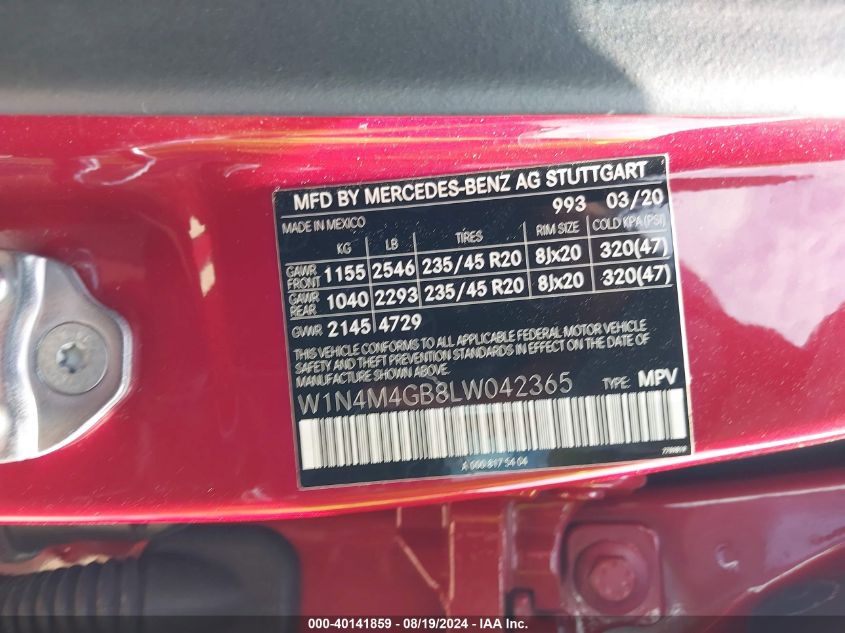 MFD BY MERCEDES-BENZ AG STUTTGART
993 03/20
MADE IN MEXICO
KG LB TIRES RIM SIZE COLD KPA (PSI)
GAWR FRONT 1155 2546 235/45 R20 8Jx20 320(47)
GAWR REAR 1040 2293 235/45 R20 8Jx20 320(47)
GVWR 2145 4729
THIS VEHICLE CONFORMS TO ALL APPLICABLE FEDERAL MOTOR VEHICLE
SAFETY AND THEFT PREVENTION STANDARDS IN EFFECT ON THE DATE OF
MANUFACTURE SHOWN ABOVE.
W1N4M4GB8LW042365 TYPE: MPV
A 000 817 54 04
000-40141859 - 08/19/2024 - IAA Inc.